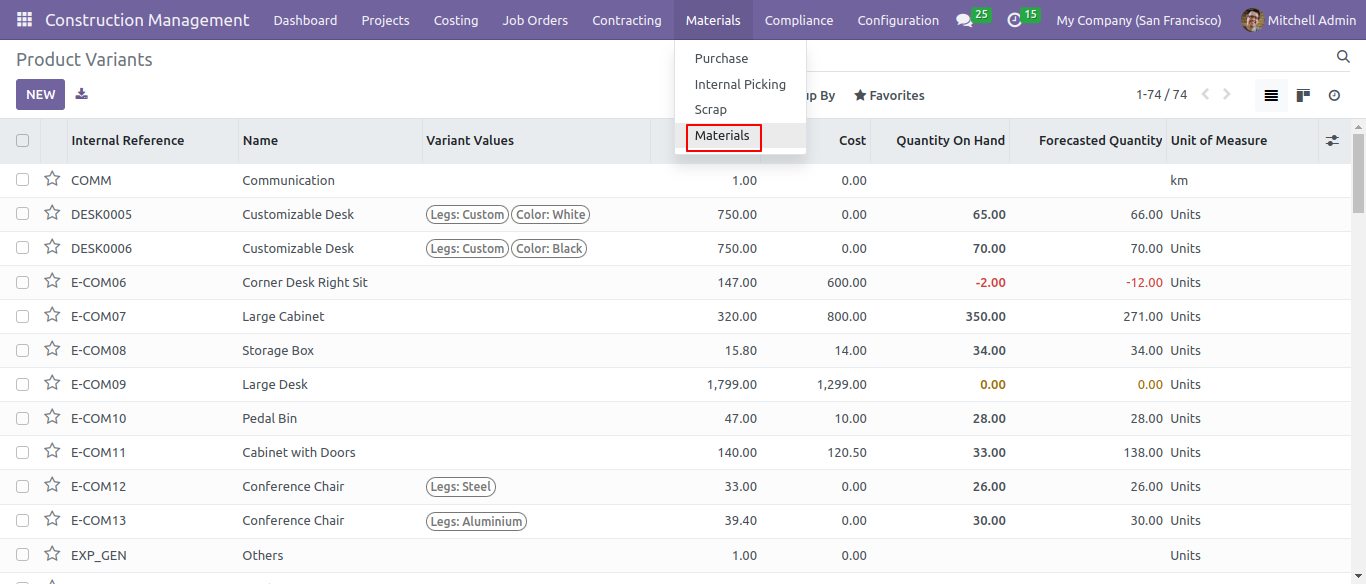 Construction Management Dashboard Projects Costing Job Orders Contracting Materials Compliance Configuration 25 15 My Company (San Francisco) Mitchell Admin
Product Variants
Purchase
Internal Picking
Scrap
Materials
NEW
up By Favorites 1-74 / 74
Internal Reference Name Variant Values Cost Quantity On Hand Forecasted Quantity Unit of Measure
COMM Communication 1.00 0.00 km
DESK0005 Customizable Desk Legs: Custom Color: White 750.00 0.00 65.00 66.00 Units
DESK0006 Customizable Desk Legs: Custom Color: Black 750.00 0.00 70.00 70.00 Units
E-COM06 Corner Desk Right Sit 147.00 600.00 -2.00 -12.00 Units
E-COM07 Large Cabinet 320.00 800.00 350.00 271.00 Units
E-COM08 Storage Box 15.80 14.00 34.00 34.00 Units
E-COM09 Large Desk 1,799.00 1,299.00 0.00 0.00 Units
E-COM10 Pedal Bin 47.00 10.00 28.00 28.00 Units
E-COM11 Cabinet with Doors 140.00 120.50 33.00 138.00 Units
E-COM12 Conference Chair Legs: Steel 33.00 0.00 26.00 26.00 Units
E-COM13 Conference Chair Legs: Aluminium 39.40 0.00 30.00 30.00 Units
EXP_GEN Others 1.00 0.00 Units